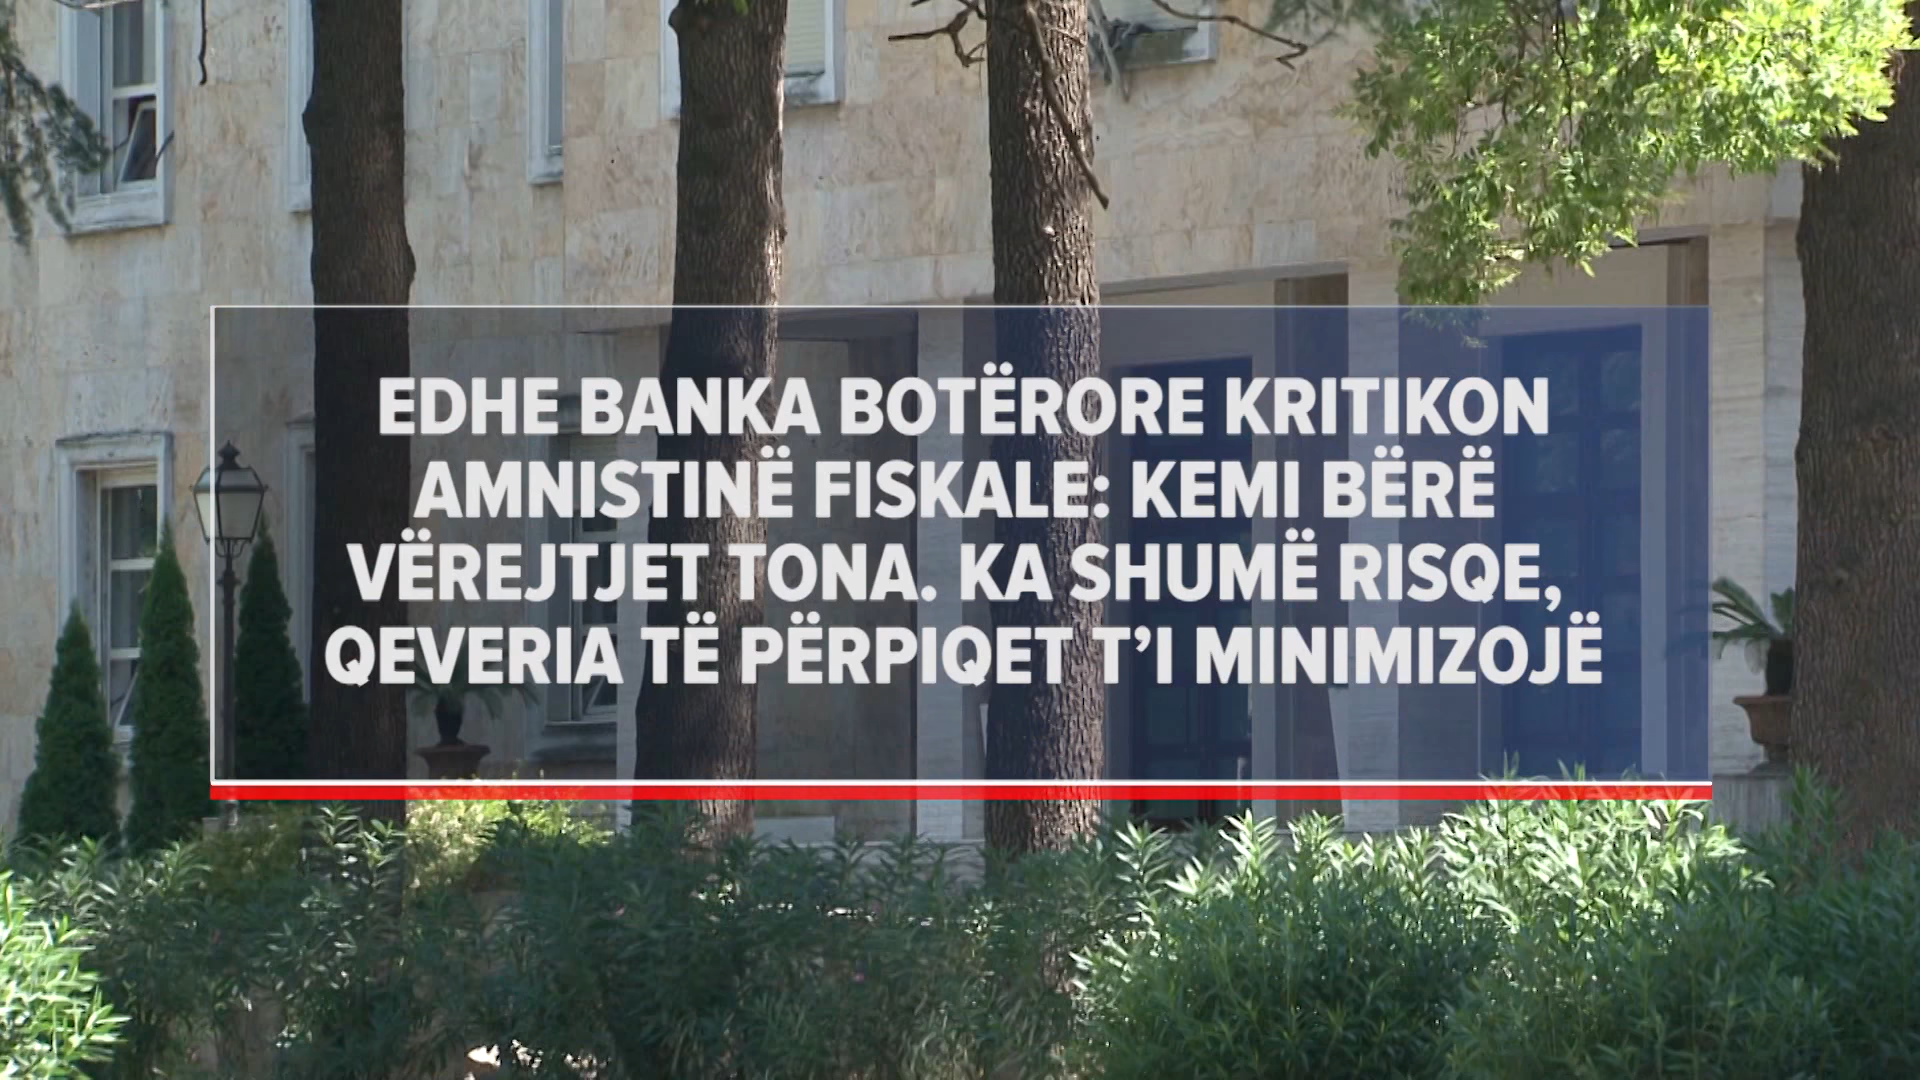 EDHE BANKA BOTËRORE KRITIKON
AMNISTINË FISKALE: KEMI BËRË
VËREJTJET TONA. KA SHUMË RISQE,
QEVERIA TË PËRPIQET T’I MINIMIZOJË